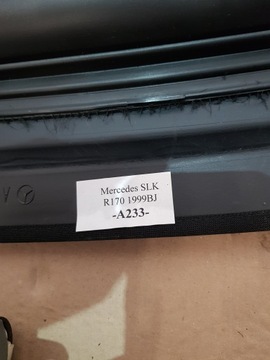 Mercedes SLK
R170 1999BJ
-A233-